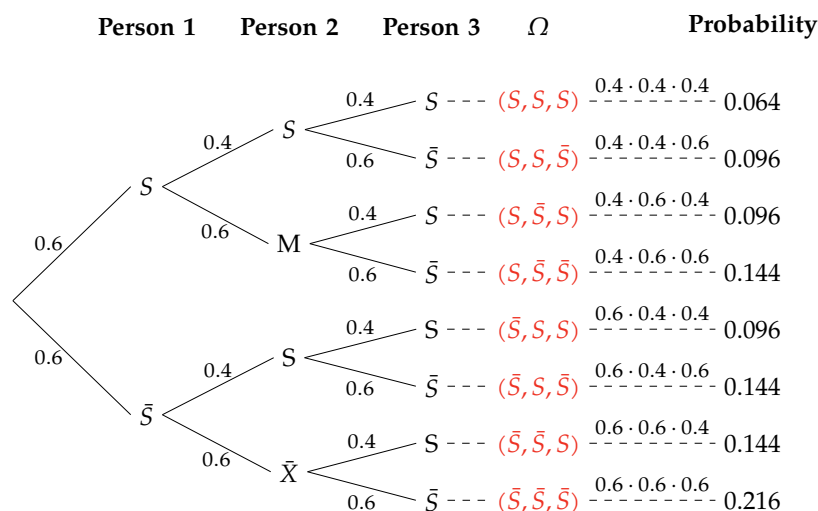 Person 1 Person 2 Person 3 Ω Probability
0.4 S (S, S, S) 0.4 · 0.4 · 0.4 0.064
S
0.4 0.6 S̄ (S, S, S̄) 0.4 · 0.4 · 0.6 0.096
S
0.6 0.6 0.4 S (S, S̄, S) 0.4 · 0.6 · 0.4 0.096
M
0.6 S̄ (S, S̄, S̄) 0.4 · 0.6 · 0.6 0.144
0.6 0.4 S (S̄, S, S) 0.6 · 0.4 · 0.4 0.096
0.4 S
0.6 S̄ (S̄, S, S̄) 0.6 · 0.4 · 0.6 0.144
S̄
0.6 0.4 S (S̄, S̄, S) 0.6 · 0.6 · 0.4 0.144
X̄
0.6 S̄ (S̄, S̄, S̄) 0.6 · 0.6 · 0.6 0.216